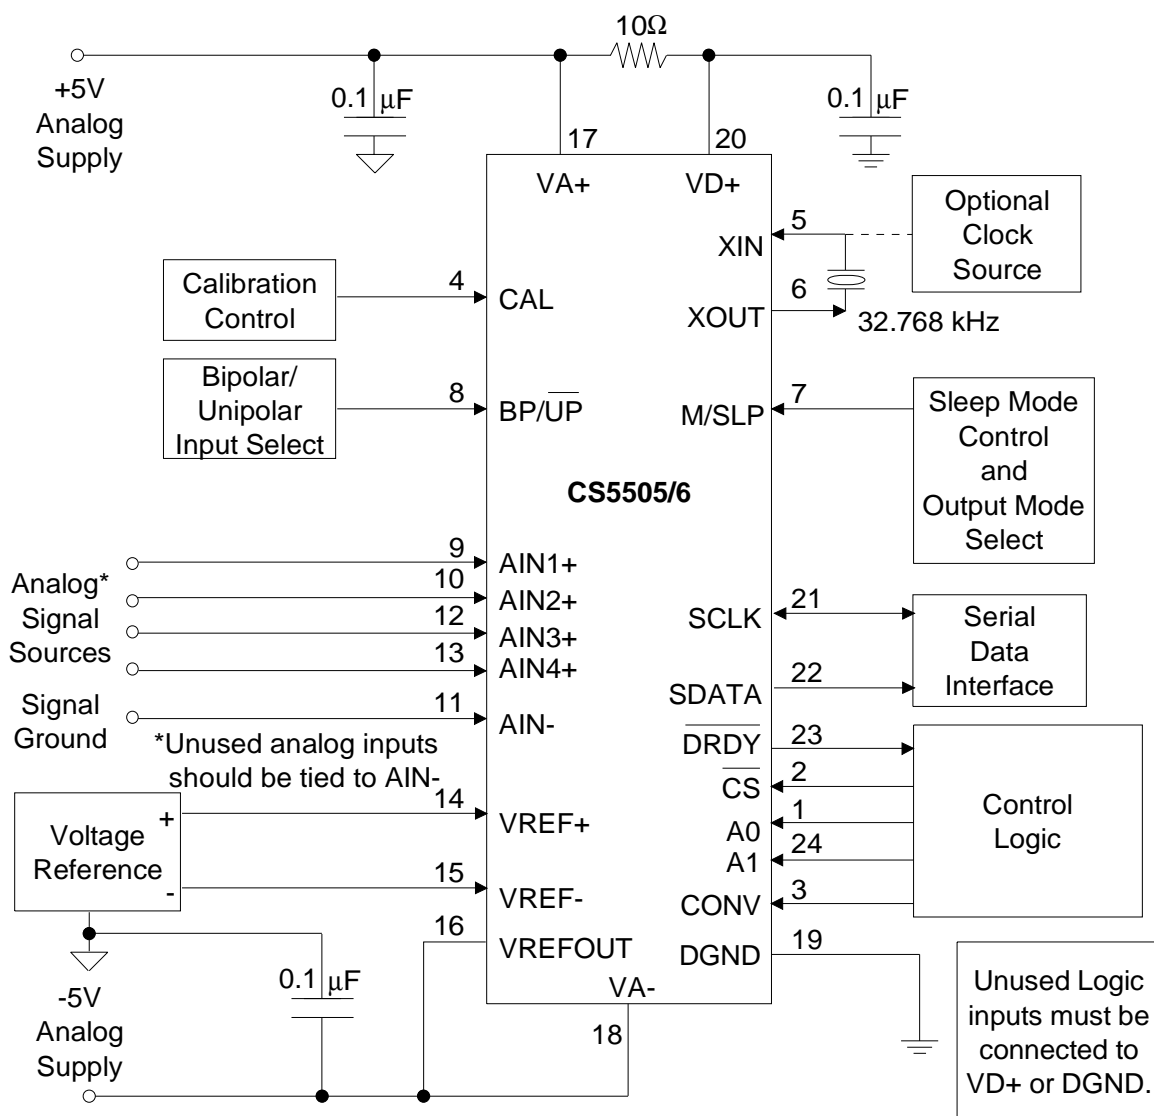 10Ω
+5V
Analog
Supply
0.1 µF
0.1 µF
17
20
VA+
VD+
Optional
Clock
Source
5
XIN
6
XOUT
32.768 kHz
Calibration
Control
4
CAL
Bipolar/
Unipolar
Input Select
8
BP/UP
7
M/SLP
Sleep Mode
Control
and
Output Mode
Select
CS5505/6
Analog*
Signal
Sources
9
AIN1+
10
AIN2+
12
AIN3+
13
AIN4+
Signal
Ground
11
AIN-
*Unused analog inputs
should be tied to AIN-
21
SCLK
22
SDATA
Serial
Data
Interface
DRDY
23
CS
2
A0
1
A1
24
CONV
3
Control
Logic
Voltage
Reference
+
-
14
VREF+
15
VREF-
16
VREFOUT
DGND
19
VA-
18
0.1 µF
-5V
Analog
Supply
Unused Logic
inputs must be
connected to
VD+ or DGND.